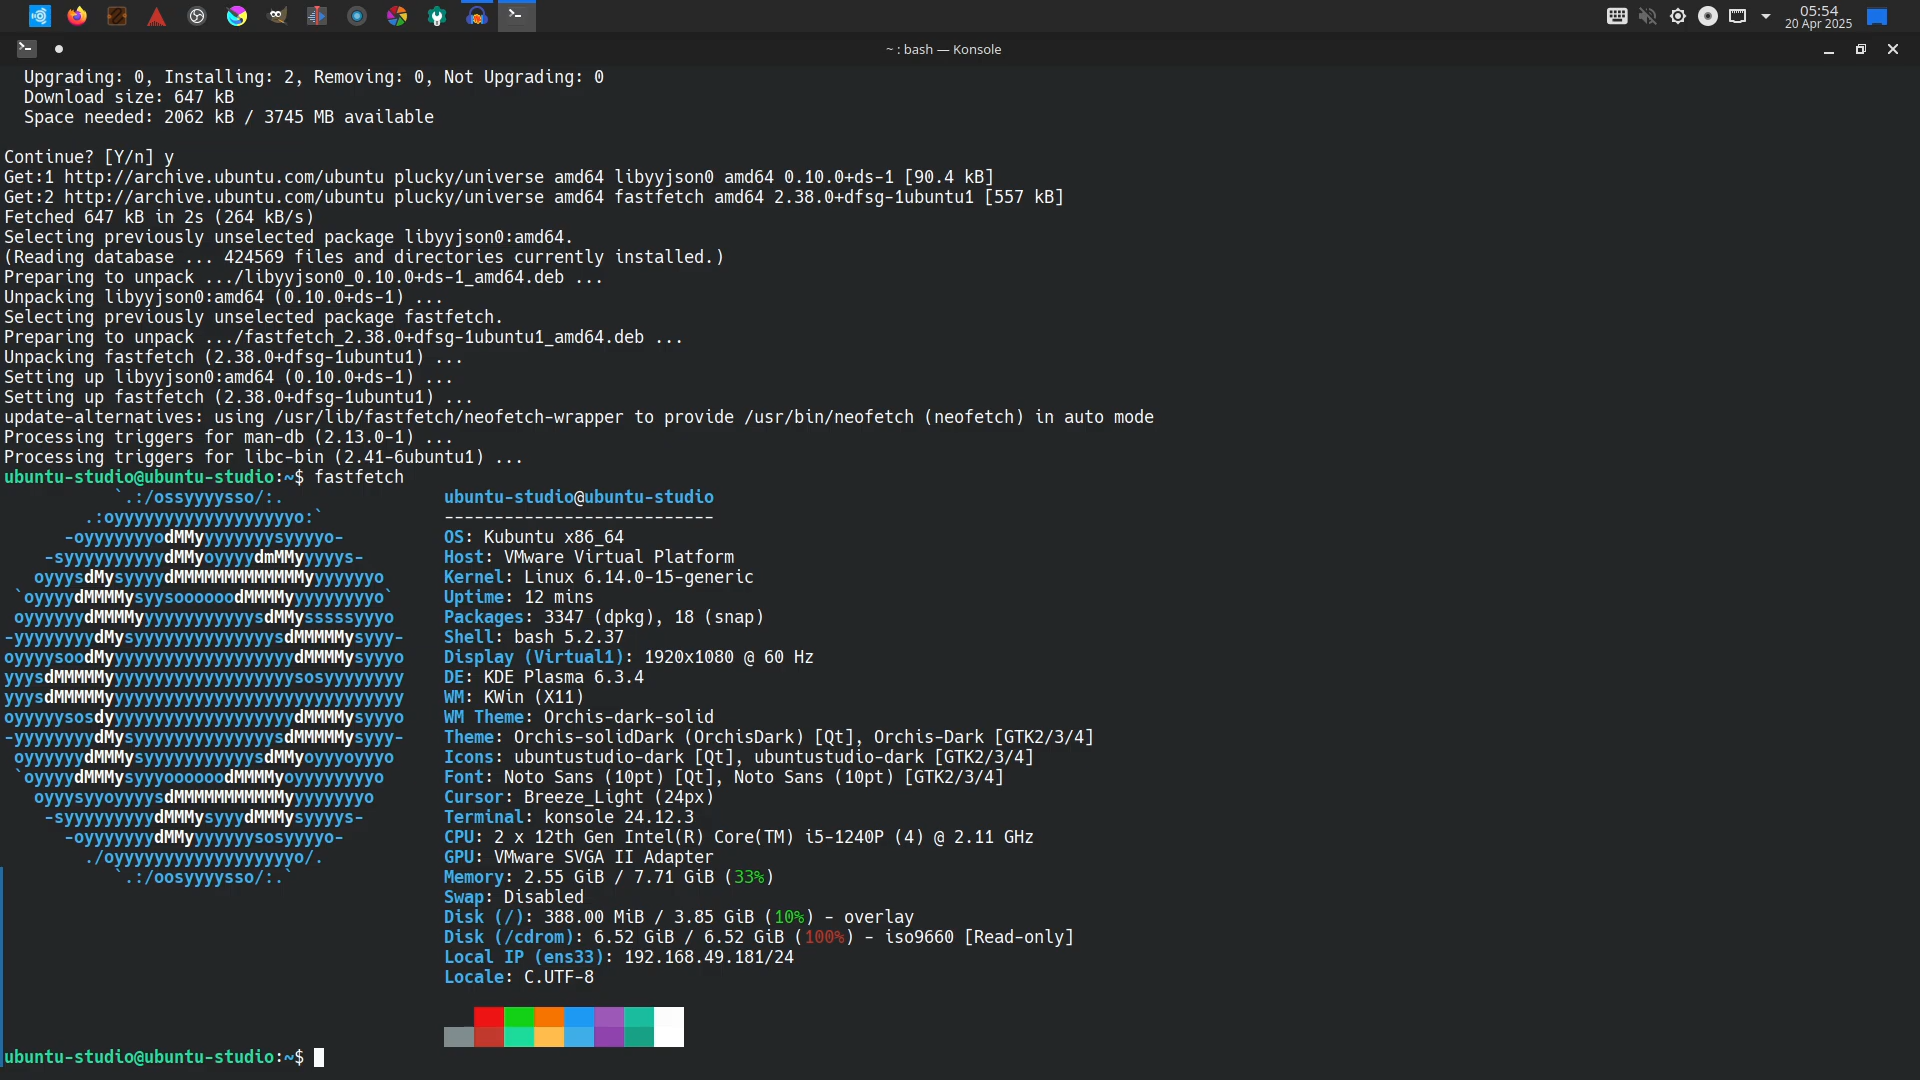 05:54
20 Apr 2025
~ : bash — Konsole
Upgrading: 0, Installing: 2, Removing: 0, Not Upgrading: 0
Download size: 647 kB
Space needed: 2062 kB / 3745 MB available
Continue? [Y/n] y
Get:1 http://archive.ubuntu.com/ubuntu plucky/universe amd64 libyyjson0 amd64 0.10.0+ds-1 [90.4 kB]
Get:2 http://archive.ubuntu.com/ubuntu plucky/universe amd64 fastfetch amd64 2.38.0+dfsg-1ubuntu1 [557 kB]
Fetched 647 kB in 2s (264 kB/s)
Selecting previously unselected package libyyjson0:amd64.
(Reading database ... 424569 files and directories currently installed.)
Preparing to unpack .../libyyjson0_0.10.0+ds-1_amd64.deb ...
Unpacking libyyjson0:amd64 (0.10.0+ds-1) ...
Selecting previously unselected package fastfetch.
Preparing to unpack .../fastfetch_2.38.0+dfsg-1ubuntu1_amd64.deb ...
Unpacking fastfetch (2.38.0+dfsg-1ubuntu1) ...
Setting up libyyjson0:amd64 (0.10.0+ds-1) ...
Setting up fastfetch (2.38.0+dfsg-1ubuntu1) ...
update-alternatives: using /usr/lib/fastfetch/neofetch-wrapper to provide /usr/bin/neofetch (neofetch) in auto mode
Processing triggers for man-db (2.13.0-1) ...
Processing triggers for libc-bin (2.41-6ubuntu1) ...
ubuntu-studio@ubuntu-studio:~$ fastfetch
ubuntu-studio@ubuntu-studio
---------------------------
OS: Kubuntu x86_64
Host: VMware Virtual Platform
Kernel: Linux 6.14.0-15-generic
Uptime: 12 mins
Packages: 3347 (dpkg), 18 (snap)
Shell: bash 5.2.37
Display (Virtual1): 1920x1080 @ 60 Hz
DE: KDE Plasma 6.3.4
WM: KWin (X11)
WM Theme: Orchis-dark-solid
Theme: Orchis-solidDark (OrchisDark) [Qt], Orchis-Dark [GTK2/3/4]
Icons: ubuntustudio-dark [Qt], ubuntustudio-dark [GTK2/3/4]
Font: Noto Sans (10pt) [Qt], Noto Sans (10pt) [GTK2/3/4]
Cursor: Breeze_Light (24px)
Terminal: konsole 24.12.3
CPU: 2 x 12th Gen Intel(R) Core(TM) i5-1240P (4) @ 2.11 GHz
GPU: VMware SVGA II Adapter
Memory: 2.55 GiB / 7.71 GiB (33%)
Swap: Disabled
Disk (/): 388.00 MiB / 3.85 GiB (10%) - overlay
Disk (/cdrom): 6.52 GiB / 6.52 GiB (100%) - iso9660 [Read-only]
Local IP (ens33): 192.168.49.181/24
Locale: C.UTF-8
ubuntu-studio@ubuntu-studio:~$